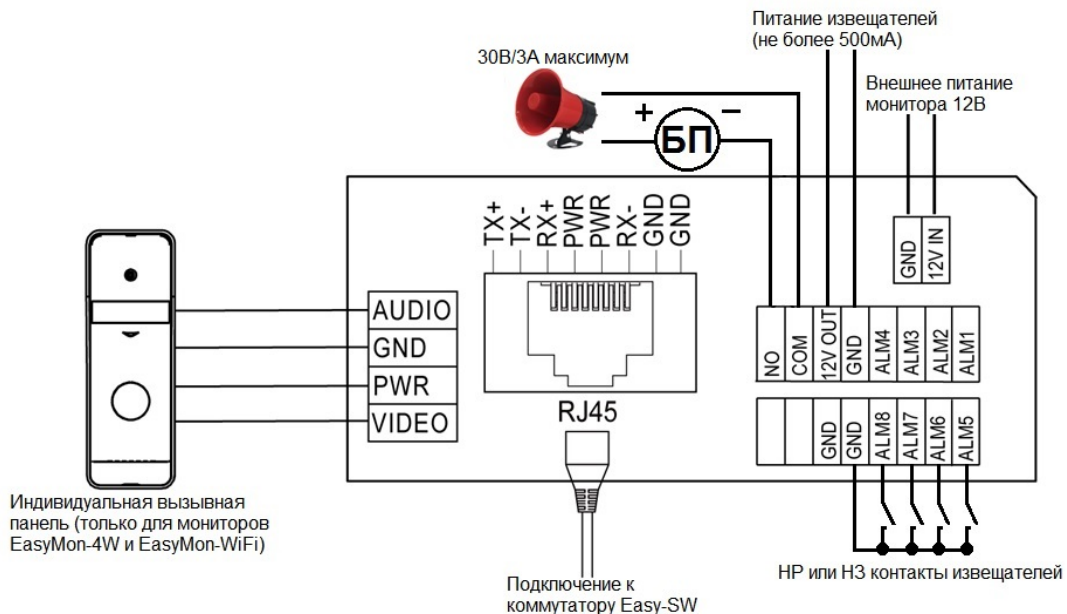 Питание извещателей
(не более 500мА)
30В/3А максимум
Внешнее питание
монитора 12В
+
БП
−
TX+
TX-
RX+
PWR
PWR
RX-
GND
GND
GND
12V IN
AUDIO
GND
PWR
VIDEO
RJ45
NO
COM
12V OUT
GND
ALM4
ALM3
ALM2
ALM1
GND
GND
ALM8
ALM7
ALM6
ALM5
Индивидуальная вызывная
панель (только для мониторов
EasyMon-4W и EasyMon-WiFi)
НР или НЗ контакты извещателей
Подключение к
коммутатору Easy-SW